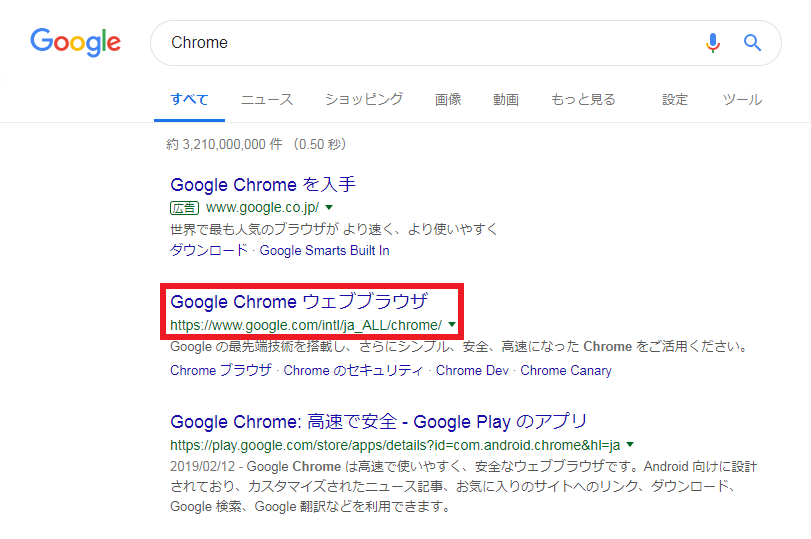 Google
Chrome
すべて ニュース ショッピング 画像 動画 もっと見る 設定 ツール
約 3,210,000,000 件 （0.50 秒）
Google Chrome を入手
広告 www.google.co.jp/
世界で最も人気のブラウザが より速く、より使いやすく
ダウンロード · Google Smarts Built In
Google Chrome ウェブブラウザ
https://www.google.com/intl/ja_ALL/chrome/
Google の最先端技術を搭載し、さらにシンプル、安全、高速になった Chrome をご活用ください。
Chrome ブラウザ · Chrome のセキュリティ · Chrome Dev · Chrome Canary
Google Chrome: 高速で安全 - Google Play のアプリ
https://play.google.com/store/apps/details?id=com.android.chrome&hl=ja
2019/02/12 - Google Chrome は高速で使いやすく、安全なウェブブラウザです。Android 向けに設計
されており、カスタマイズされたニュース記事、お気に入りのサイトへのリンク、ダウンロード、
Google 検索、Google 翻訳などを利用できます。